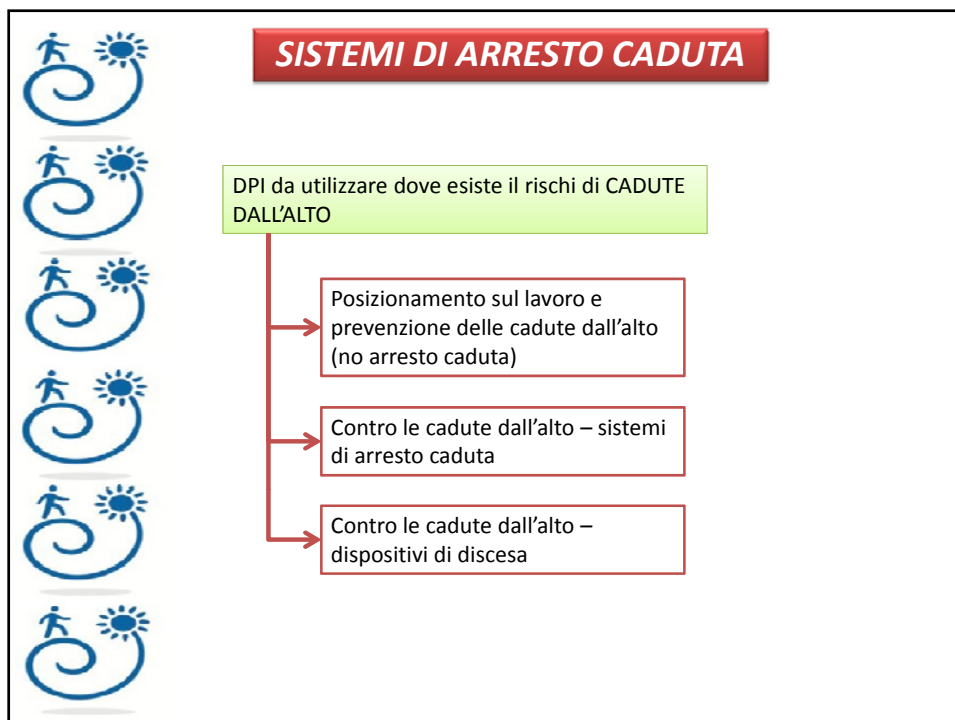 SISTEMI DI ARRESTO CADUTA
DPI da utilizzare dove esiste il rischi di CADUTE
DALL’ALTO
Posizionamento sul lavoro e
prevenzione delle cadute dall’alto
(no arresto caduta)
Contro le cadute dall’alto – sistemi
di arresto caduta
Contro le cadute dall’alto –
dispositivi di discesa